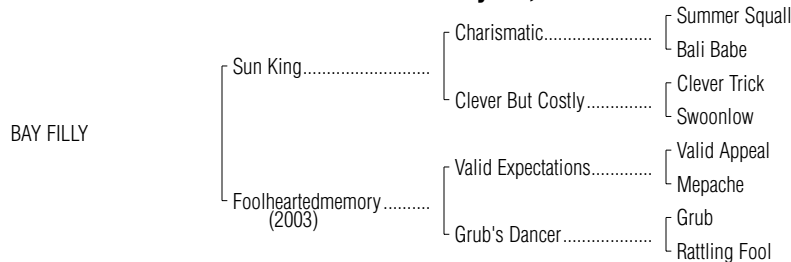 Summer Squall
Charismatic......................
Bali Babe
Sun King..........................
Clever Trick
Clever But Costly.............
Swoonlow
BAY FILLY
Valid Appeal
Valid Expectations............
Mepache
Foolheartedmemory ..........
(2003)
Grub
Grub's Dancer..................
Rattling Fool